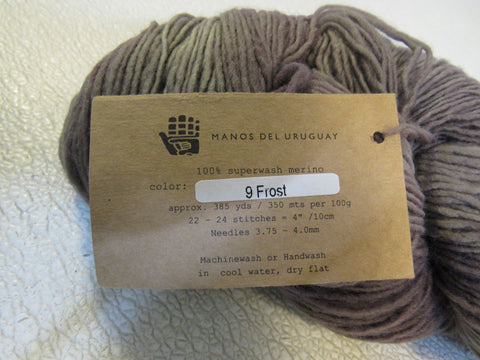 MANOS DEL URUGUAY
100% superwash merino
color: 9 Frost
approx. 385 yds / 350 mts per 100g
22 - 24 stitches = 4" /10cm
Needles 3.75 - 4.0mm
Machinewash or Handwash
in cool water, dry flat